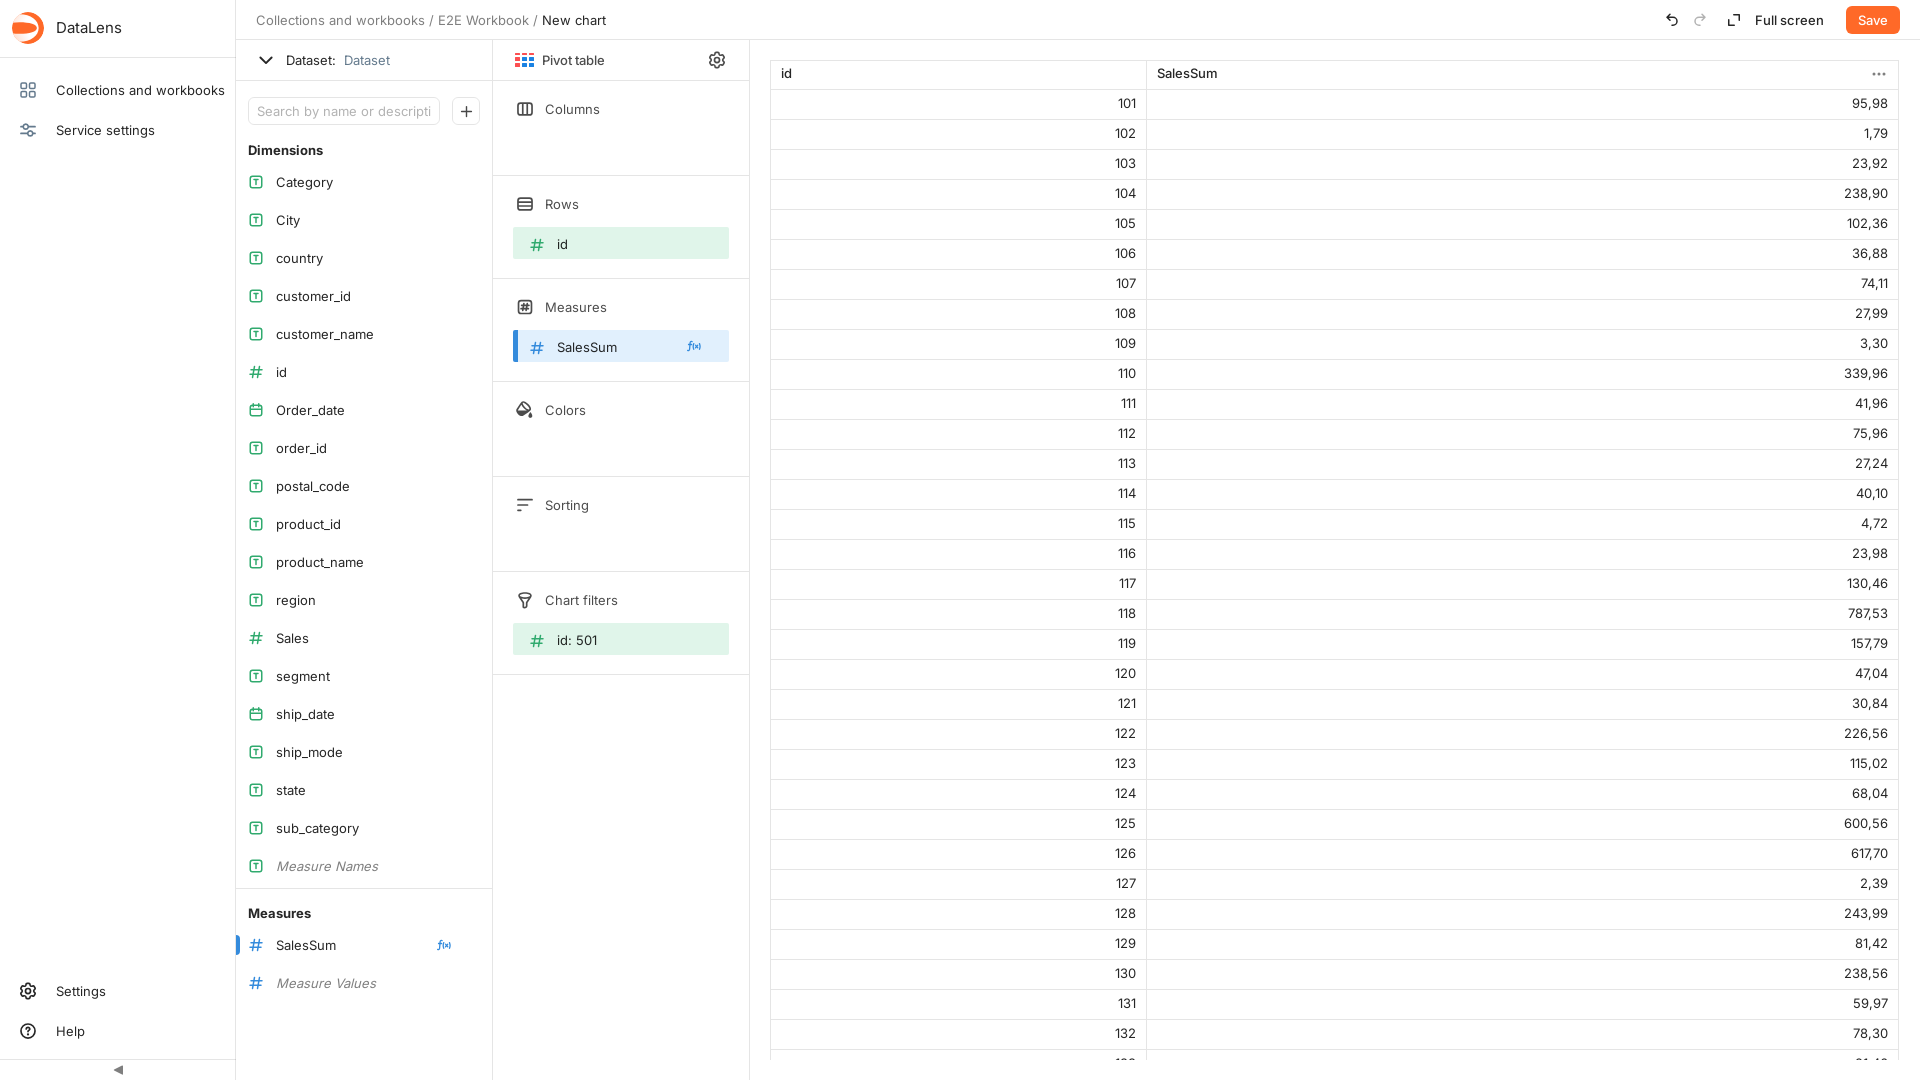 DataLens
Collections and workbooks
Service settings
Settings
Help
Collections and workbooks / E2E Workbook / New chart
Full screen
Save
Dataset: Dataset
Search by name or descripti
Dimensions
Category
City
country
customer_id
customer_name
id
Order_date
order_id
postal_code
product_id
product_name
region
Sales
segment
ship_date
ship_mode
state
sub_category
Measure Names
Measures
SalesSum
Measure Values
Pivot table
Columns
Rows
id
Measures
SalesSum
Colors
Sorting
Chart filters
id: 501
id SalesSum
101 95,98
102 1,79
103 23,92
104 238,90
105 102,36
106 36,88
107 74,11
108 27,99
109 3,30
110 339,96
111 41,96
112 75,96
113 27,24
114 40,10
115 4,72
116 23,98
117 130,46
118 787,53
119 157,79
120 47,04
121 30,84
122 226,56
123 115,02
124 68,04
125 600,56
126 617,70
127 2,39
128 243,99
129 81,42
130 238,56
131 59,97
132 78,30